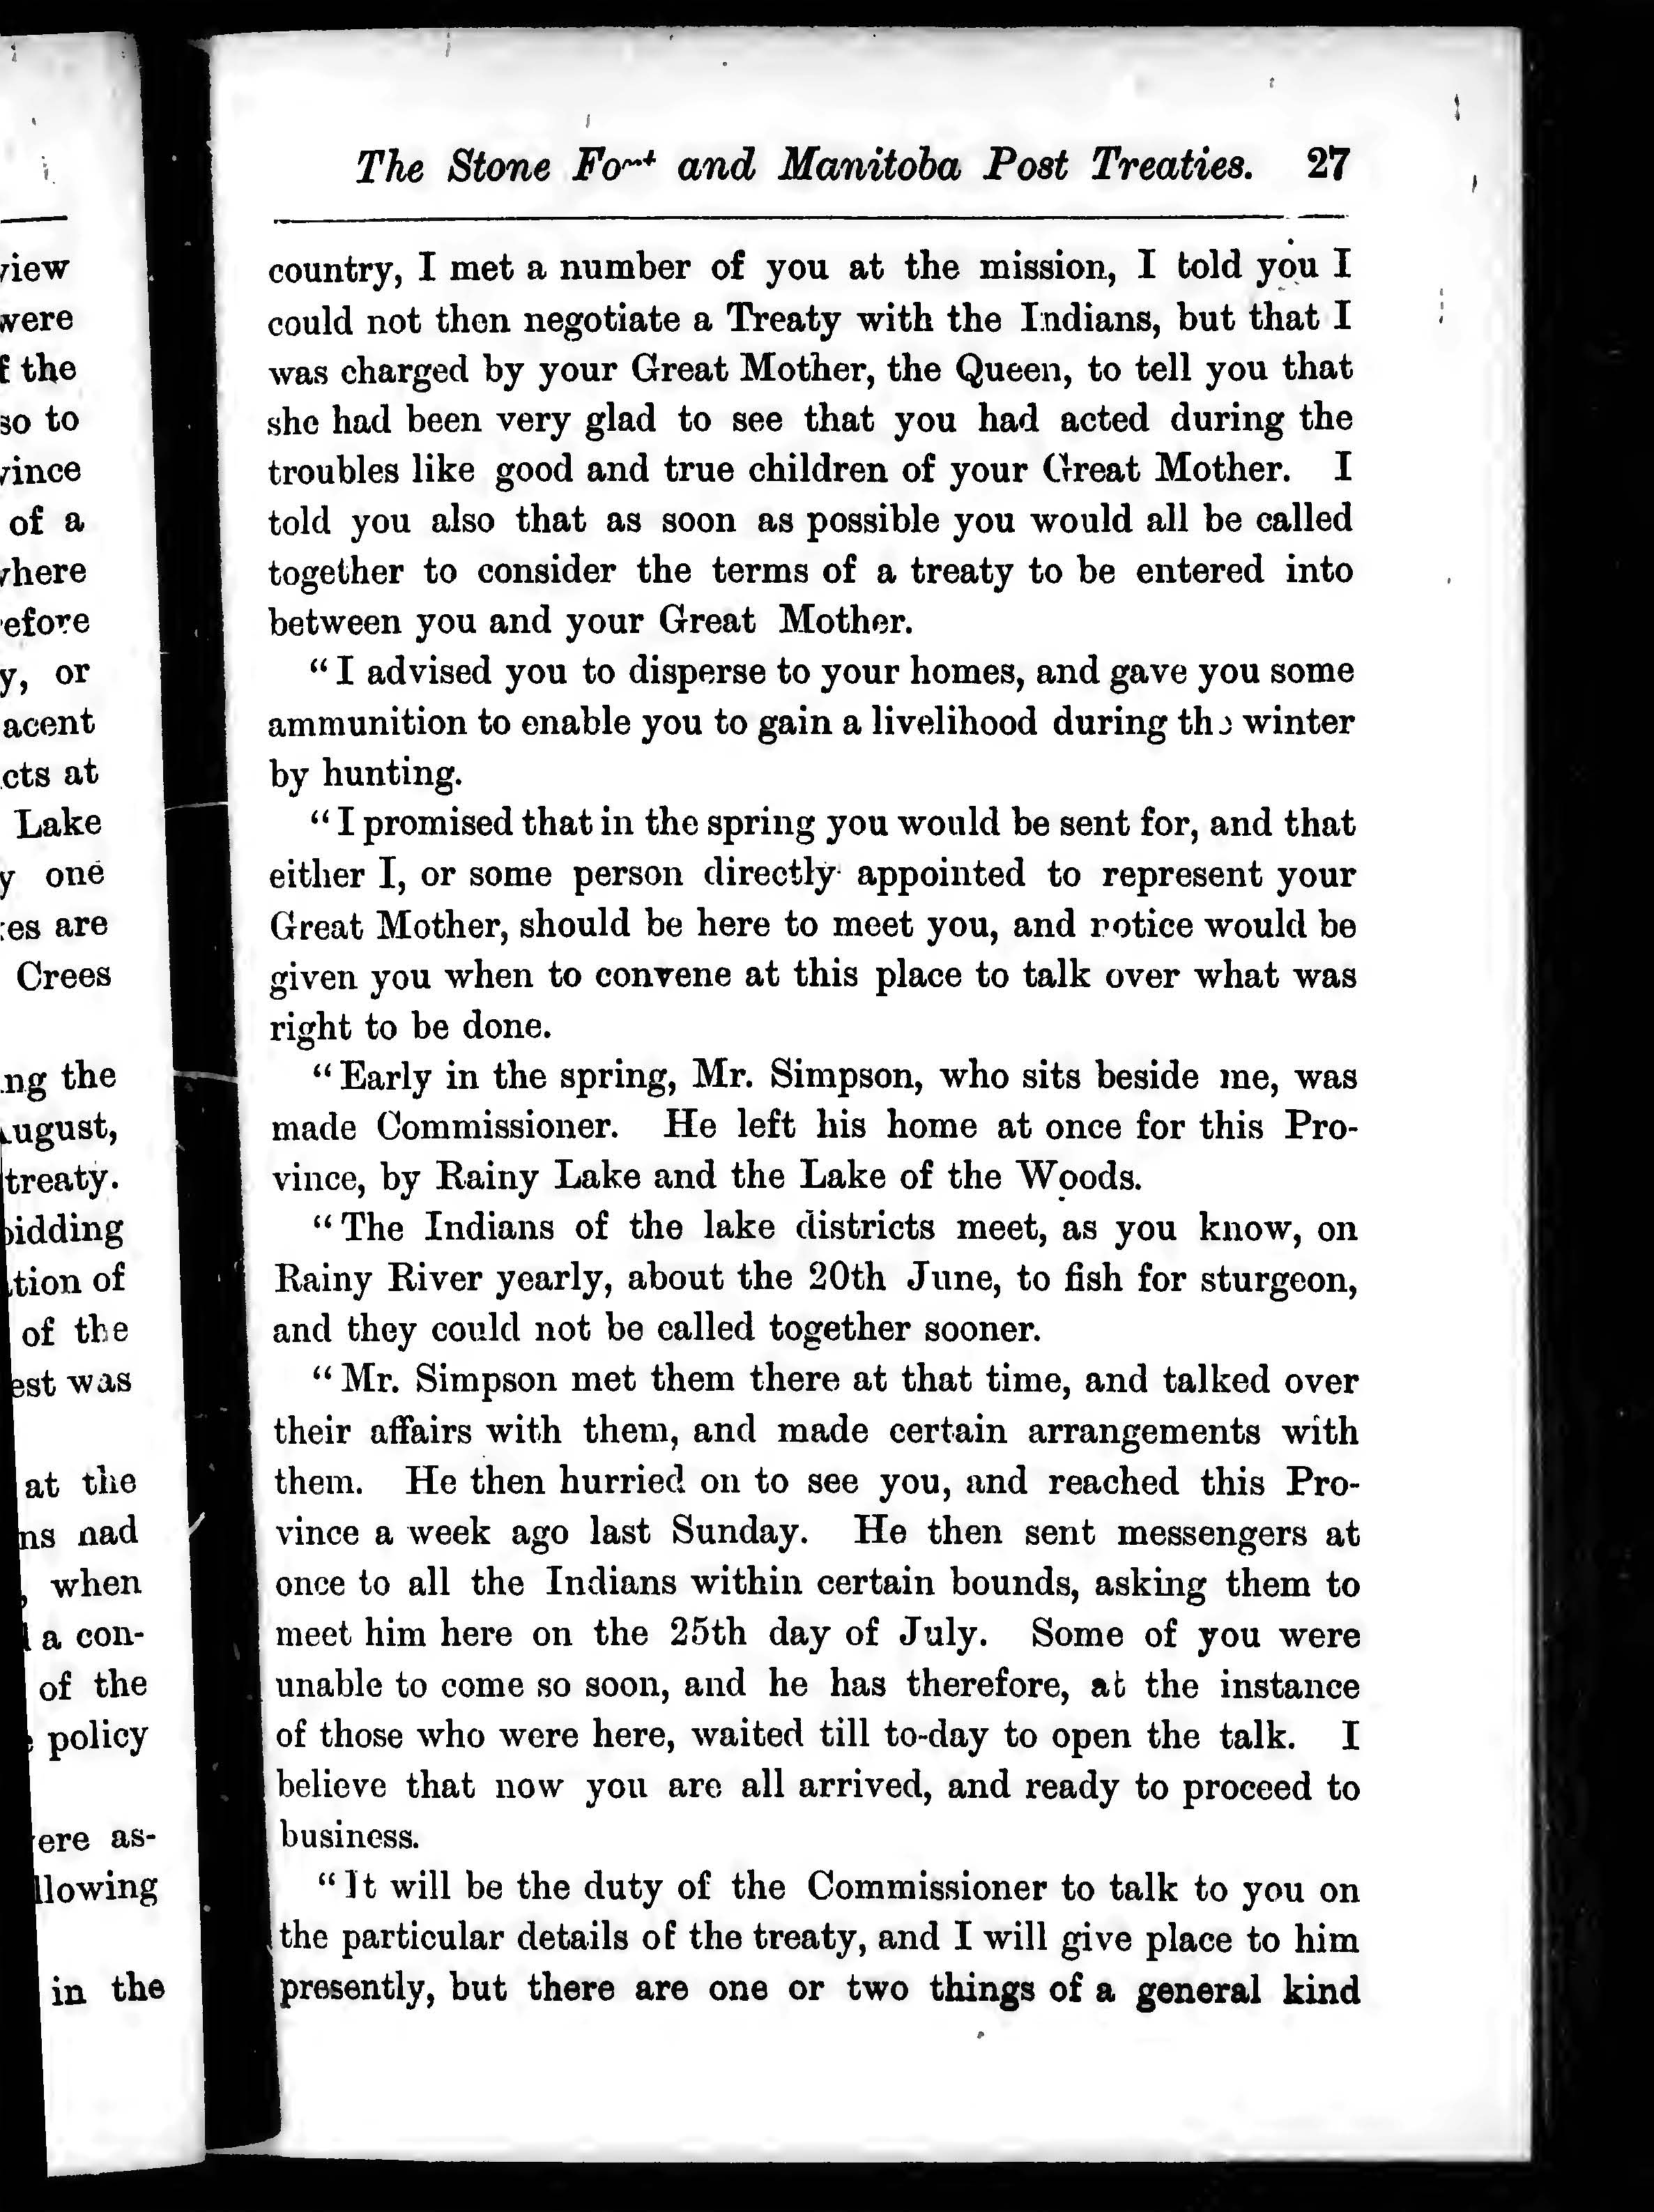 view
were
the
so to
vince
of a
where
efore
y, or
acent
cts at
Lake
y one
es are
Crees
ng the
August,
treaty.
bidding
tion of
of the
est was
at the
ns nad
, when
a con-
of the
policy
ere as-
llowing
in the
The Stone Fort and Manitoba Post Treaties. 27
country, I met a number of you at the mission, I told you I
could not then negotiate a Treaty with the Indians, but that I
was charged by your Great Mother, the Queen, to tell you that
she had been very glad to see that you had acted during the
troubles like good and true children of your Great Mother. I
told you also that as soon as possible you would all be called
together to consider the terms of a treaty to be entered into
between you and your Great Mother.
“I advised you to disperse to your homes, and gave you some
ammunition to enable you to gain a livelihood during the winter
by hunting.
“I promised that in the spring you would be sent for, and that
either I, or some person directly appointed to represent your
Great Mother, should be here to meet you, and notice would be
given you when to convene at this place to talk over what was
right to be done.
“Early in the spring, Mr. Simpson, who sits beside me, was
made Commissioner. He left his home at once for this Pro-
vince, by Rainy Lake and the Lake of the Woods.
“The Indians of the lake districts meet, as you know, on
Rainy River yearly, about the 20th June, to fish for sturgeon,
and they could not be called together sooner.
“Mr. Simpson met them there at that time, and talked over
their affairs with them, and made certain arrangements with
them. He then hurried on to see you, and reached this Pro-
vince a week ago last Sunday. He then sent messengers at
once to all the Indians within certain bounds, asking them to
meet him here on the 25th day of July. Some of you were
unable to come so soon, and he has therefore, at the instance
of those who were here, waited till to-day to open the talk. I
believe that now you are all arrived, and ready to proceed to
business.
“It will be the duty of the Commissioner to talk to you on
the particular details of the treaty, and I will give place to him
presently, but there are one or two things of a general kind